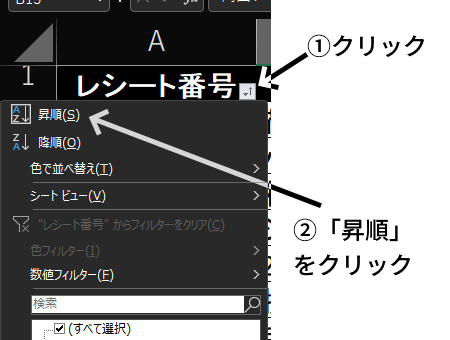 A
①クリック
1
レシート番号
昇順(S)
降順(O)
色で並べ替え(T)
シート ビュー(V)
"レシート番号" からフィルターをクリア(C)
色フィルター(I)
数値フィルター(F)
検索
(すべて選択)
②「昇順」
をクリック